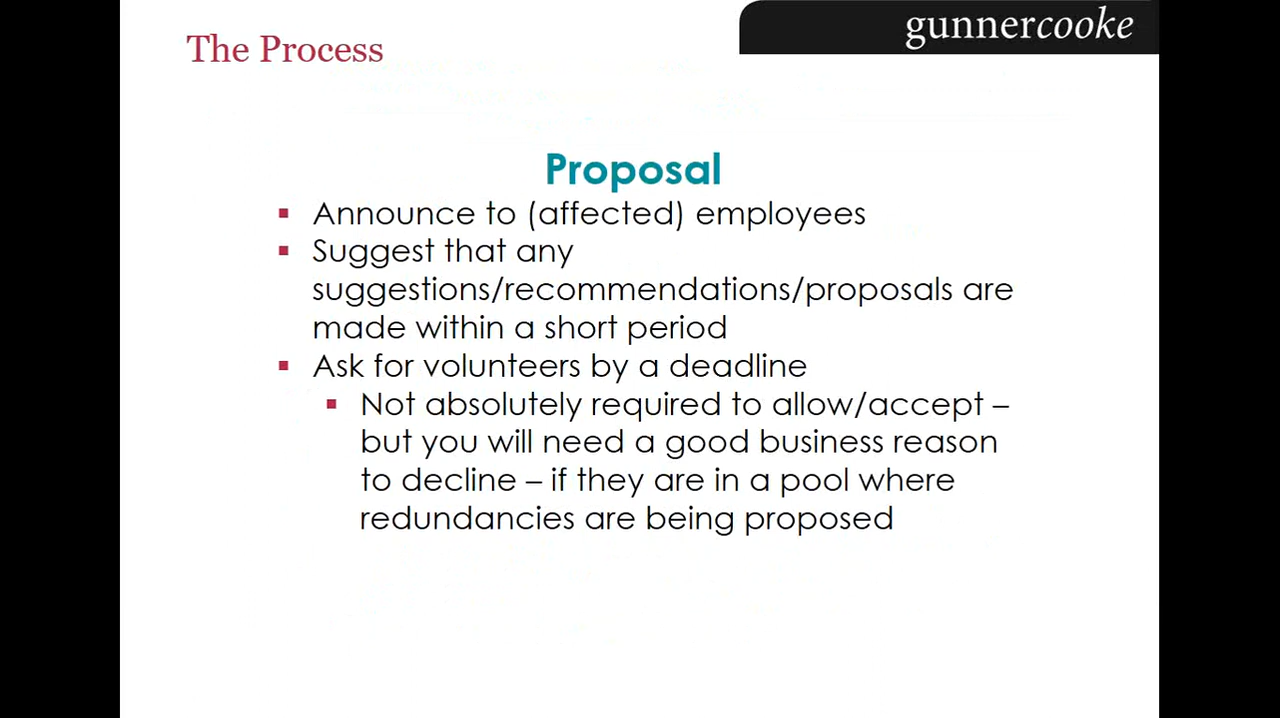 The Process
gunnercooke
Proposal
▪ Announce to (affected) employees
▪ Suggest that any
suggestions/recommendations/proposals are
made within a short period
▪ Ask for volunteers by a deadline
▪ Not absolutely required to allow/accept –
but you will need a good business reason
to decline – if they are in a pool where
redundancies are being proposed